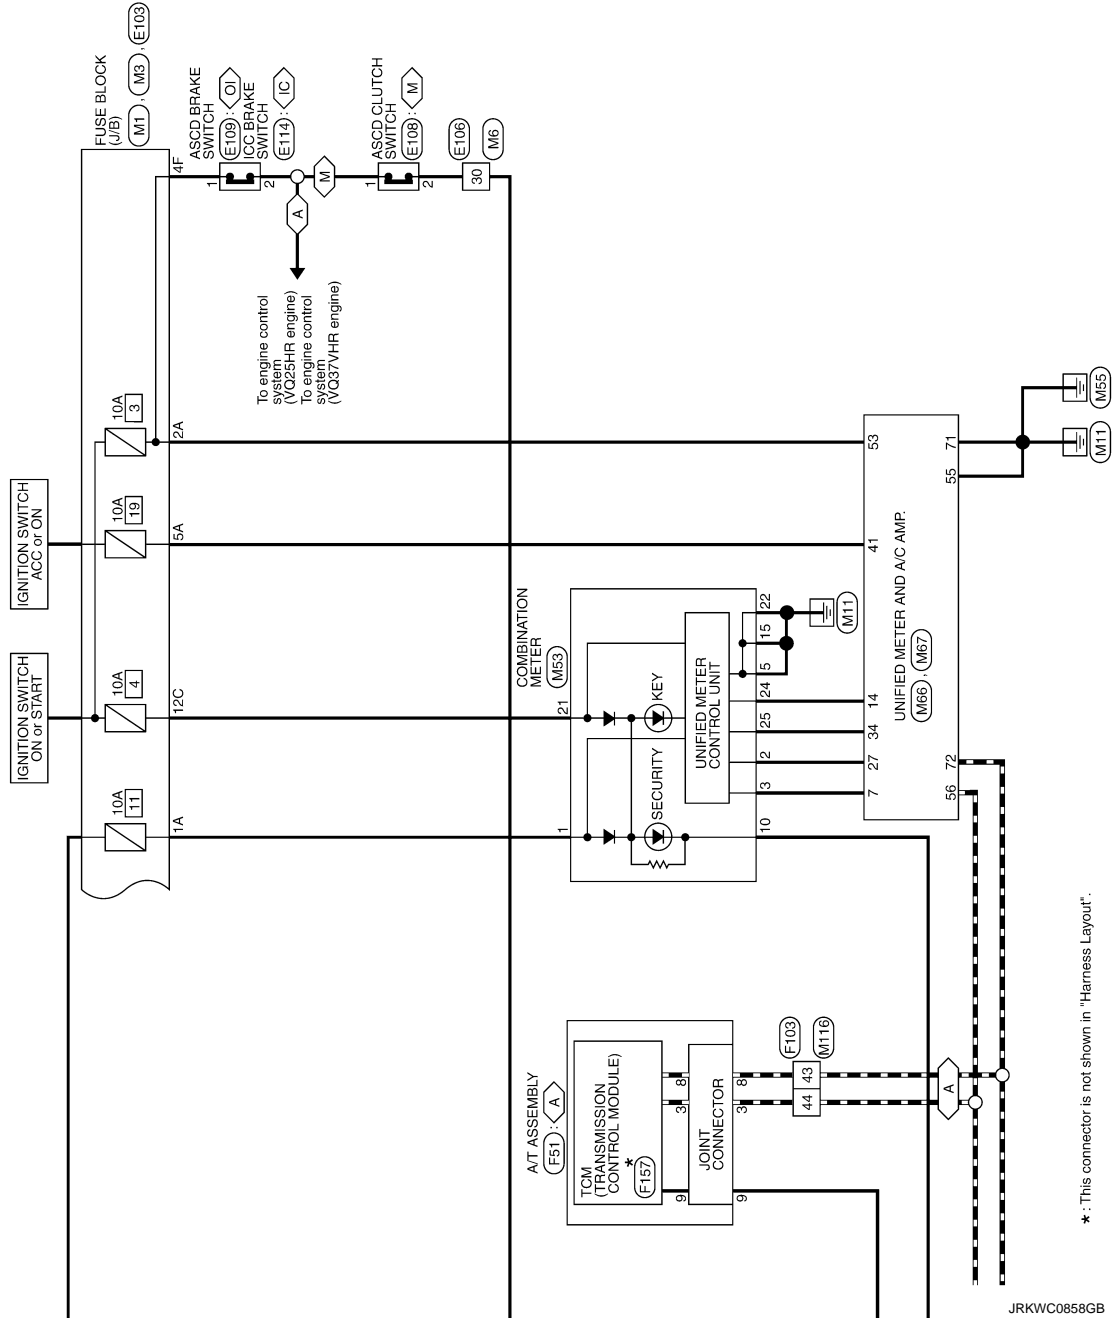 IGNITION SWITCH
ON or START
IGNITION SWITCH
ACC or ON
FUSE BLOCK
(J/B)
M1 , M3 , E103
10A
11
10A
4
10A
19
10A
3
1A
12C
5A
2A
4F
ASCD BRAKE
SWITCH
E109 : OI
ICC BRAKE
SWITCH
E114 : IC
1
2
A
M
To engine control
system
(VQ25HR engine)
To engine control
system
(VQ37VHR engine)
ASCD CLUTCH
SWITCH
E108 : M
1
2
E106
30
M6
COMBINATION
METER
M53
1
21
SECURITY
KEY
UNIFIED METER
CONTROL UNIT
10
3
2
25
24
5
15
22
M11
7
27
34
14
41
53
UNIFIED METER AND A/C AMP.
M66 , M67
56
72
55
71
M11
M55
A/T ASSEMBLY
F51 : A
TCM
(TRANSMISSION
CONTROL MODULE)
*
F157
9
3
8
JOINT
CONNECTOR
9
3
8
F103
44
43
M116
A
* : This connector is not shown in "Harness Layout".
JRKWC0858GB